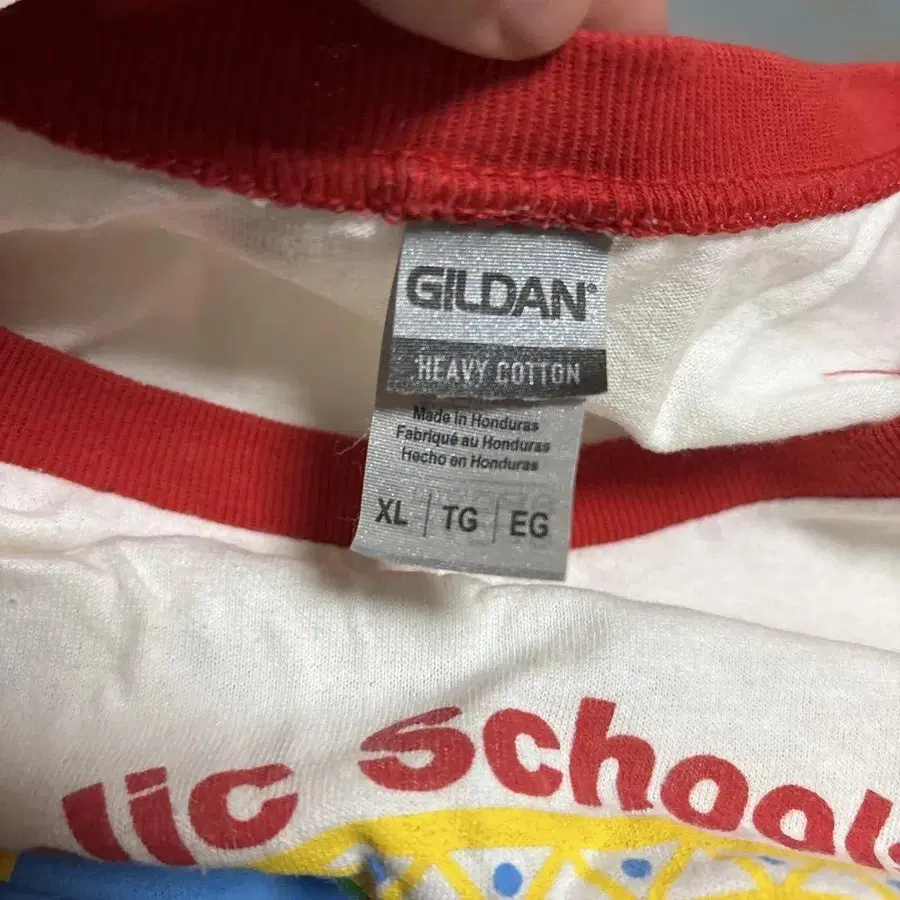 GILDAN®
HEAVY COTTON
Made in Honduras
Fabriqué au Honduras
Hecho en Honduras
XL | TG | EG
lic School